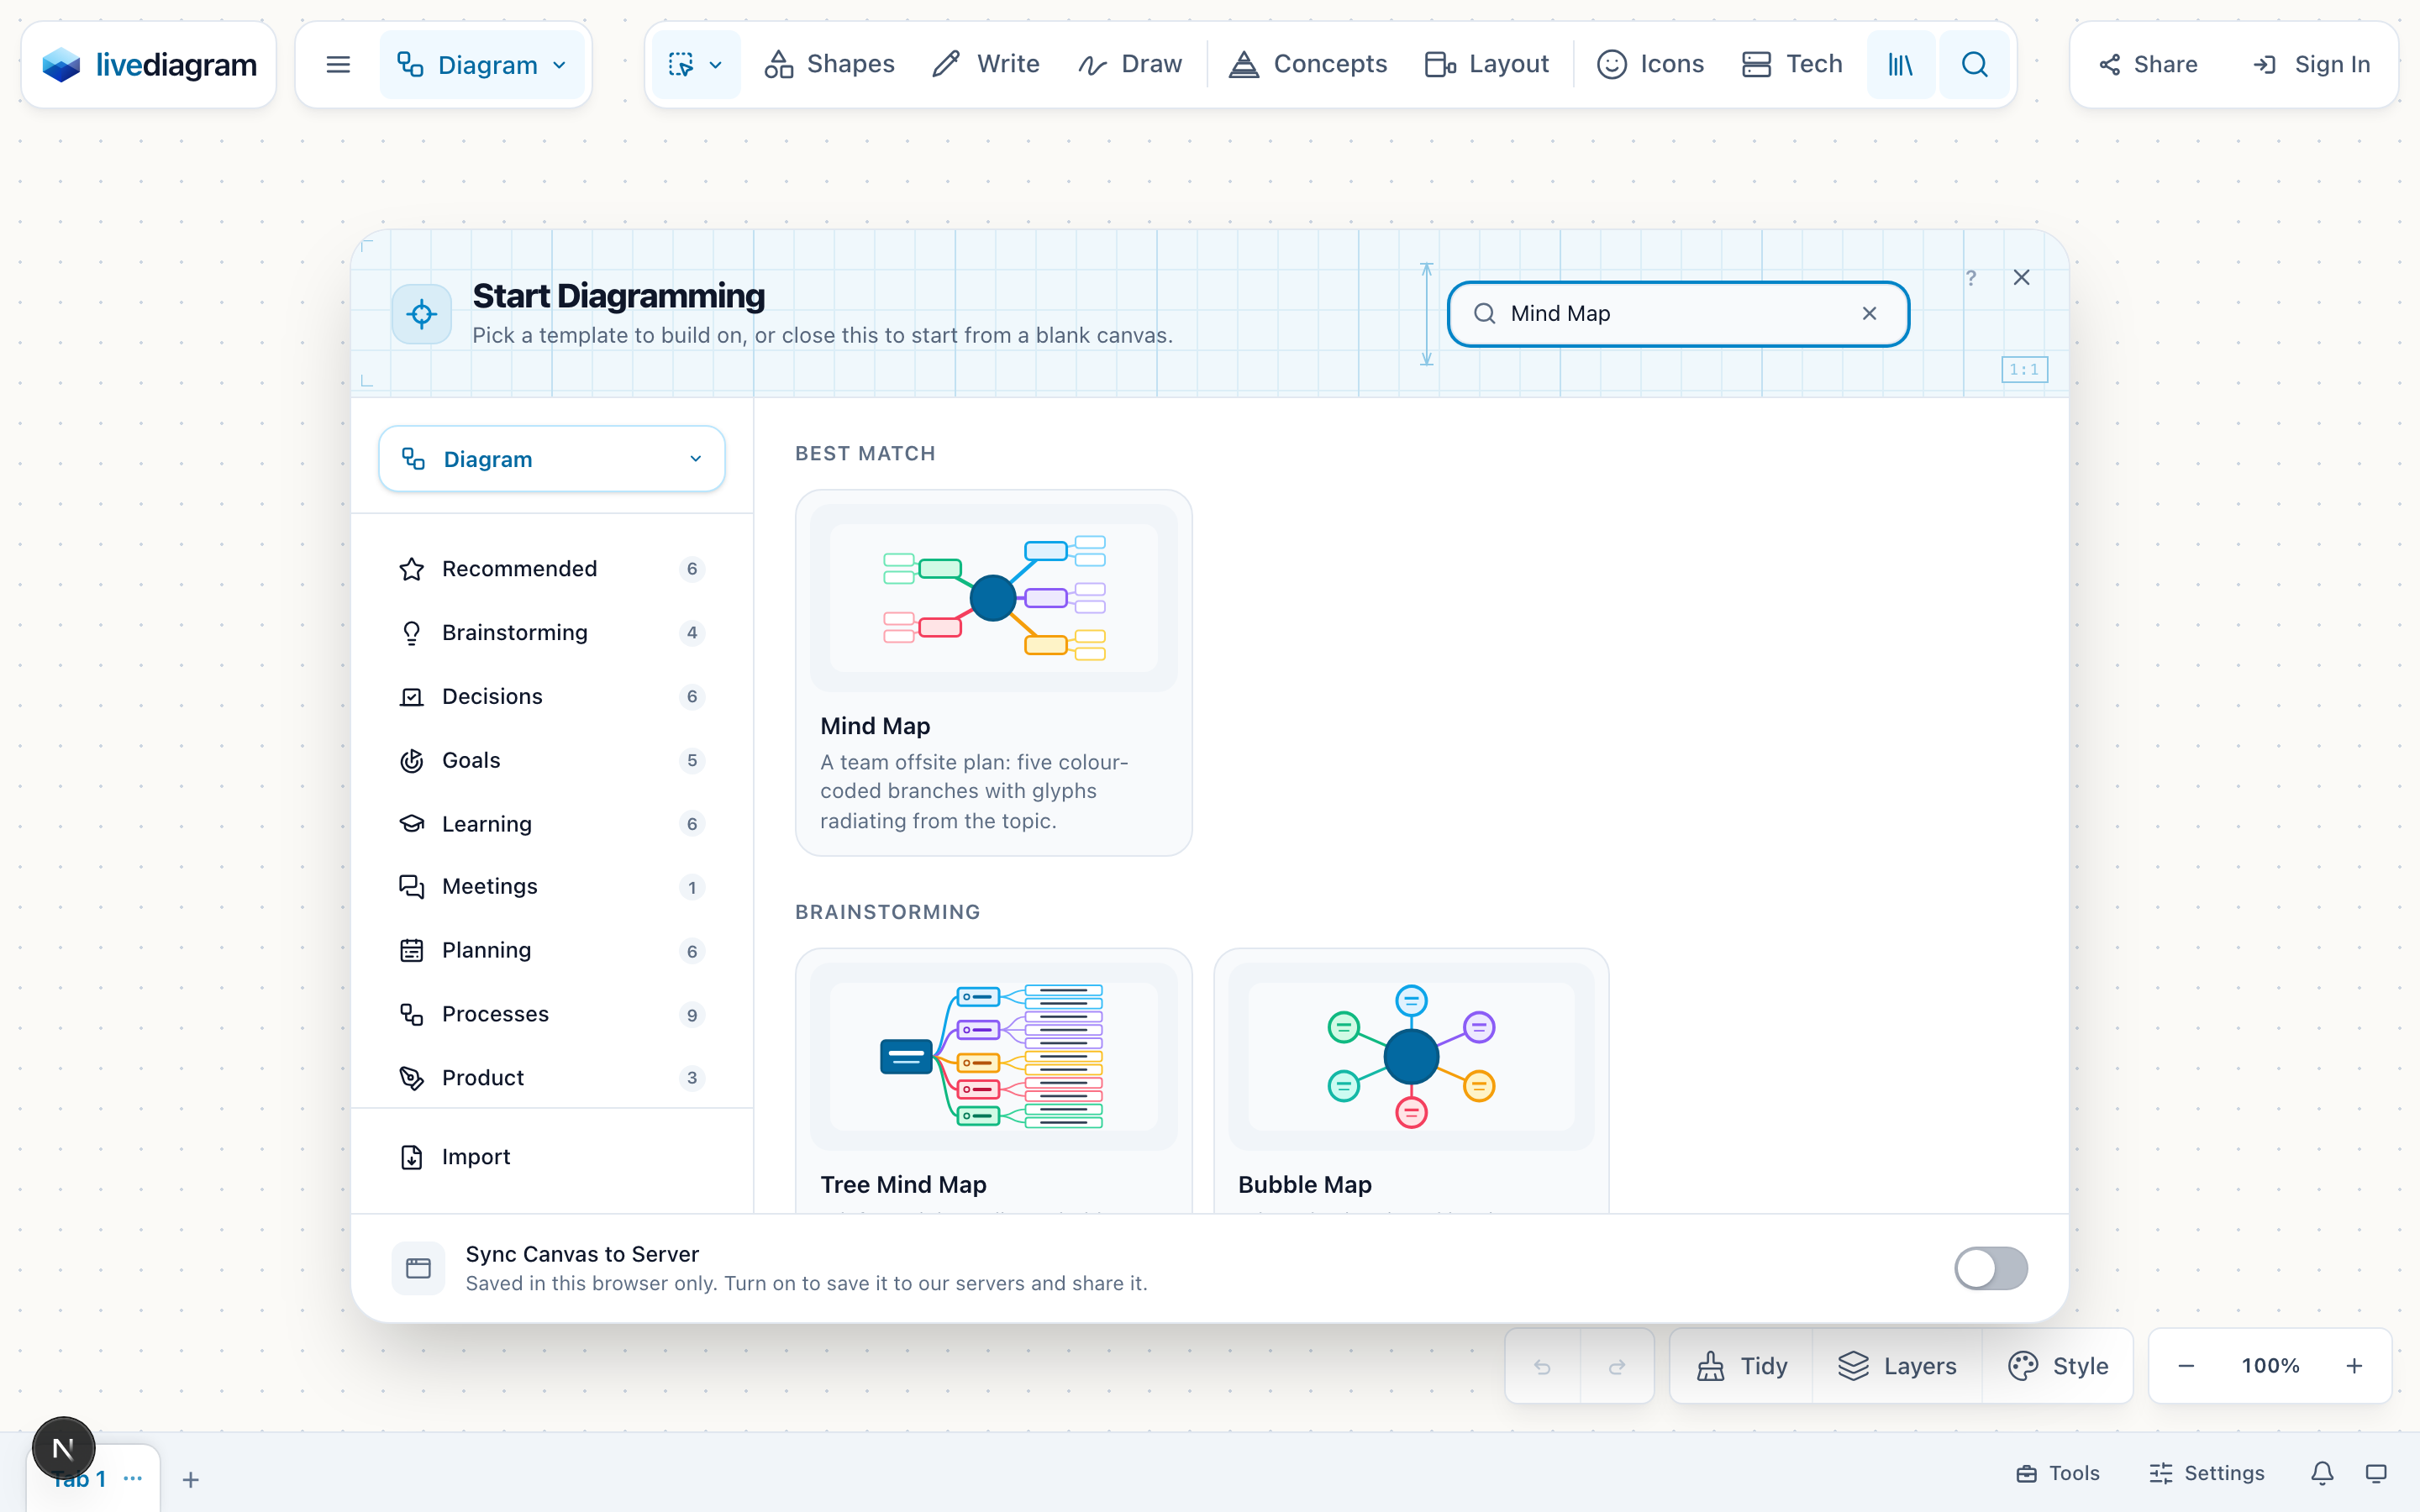 livediagram
Diagram
Shapes
Write
Draw
Concepts
Layout
Icons
Tech
Share
Sign In
Start Diagramming
Pick a template to build on, or close this to start from a blank canvas.
Mind Map
?
1:1
Diagram
Recommended 6
Brainstorming 4
Decisions 6
Goals 5
Learning 6
Meetings 1
Planning 6
Processes 9
Product 3
Import
BEST MATCH
Mind Map
A team offsite plan: five colour-
coded branches with glyphs
radiating from the topic.
BRAINSTORMING
Tree Mind Map
Bubble Map
Sync Canvas to Server
Saved in this browser only. Turn on to save it to our servers and share it.
Tidy
Layers
Style
100%
N
Tab 1
Tools
Settings